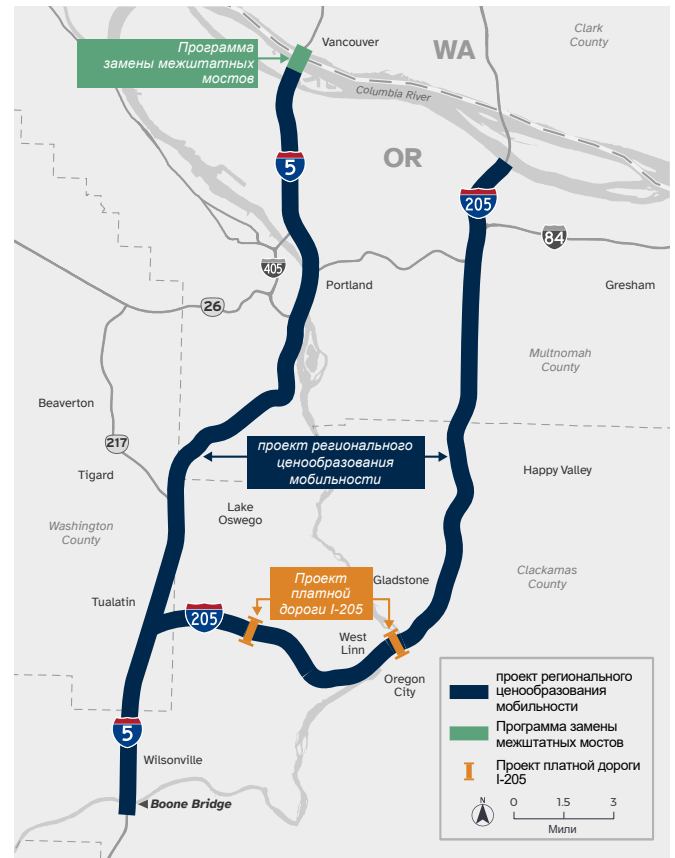 Программа
замены межштатных
мостов
Vancouver
WA
Clark
County
Columbia River
OR
5
205
84
405
Portland
Gresham
26
Multnomah
County
Beaverton
217
проект регионального
ценообразования
мобильности
Tigard
Happy Valley
Lake
Oswego
Washington
County
Проект
платной
дороги I-205
Gladstone
Clackamas
County
Tualatin
205
West
Linn
Oregon
City
5
Wilsonville
Boone Bridge
проект регионального
ценообразования
мобильности
Программа замены
межштатных мостов
Проект платной дороги
I-205
N
0 1.5 3
Мили